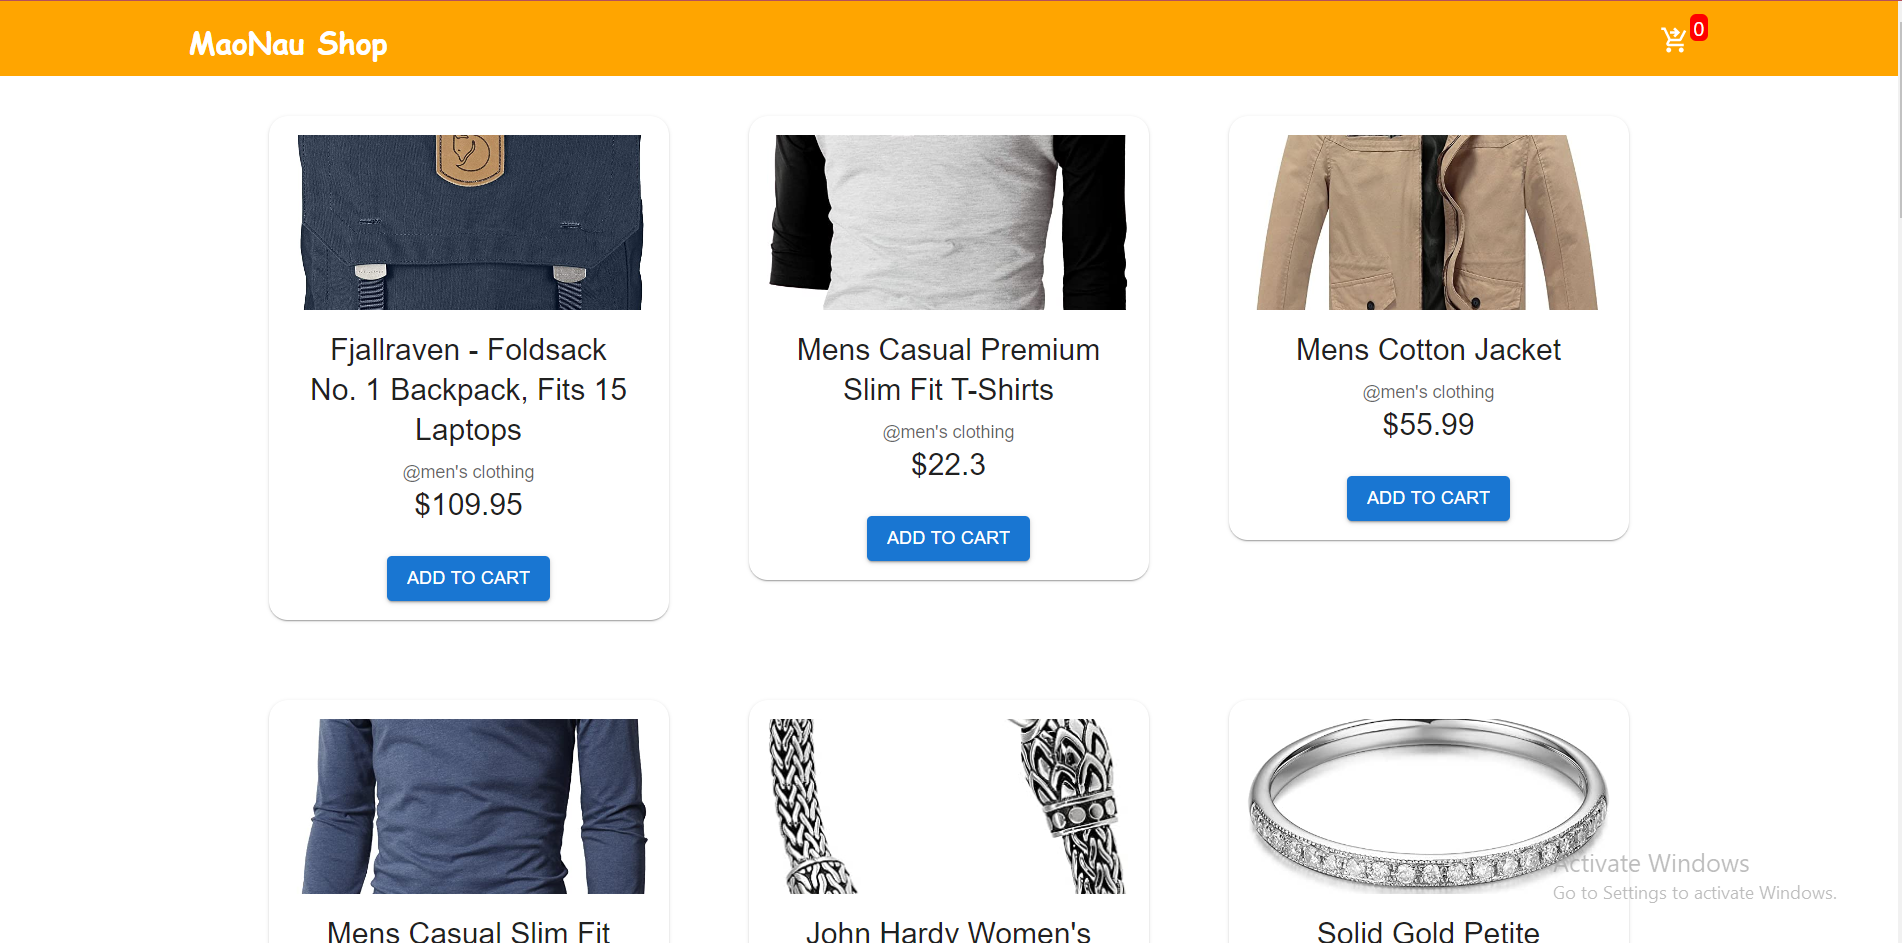 MaoNau Shop
0
Fjallraven - Foldsack
No. 1 Backpack, Fits 15
Laptops
@men's clothing
$109.95
ADD TO CART
Mens Casual Premium
Slim Fit T-Shirts
@men's clothing
$22.3
ADD TO CART
Mens Cotton Jacket
@men's clothing
$55.99
ADD TO CART
Mens Casual Slim Fit
John Hardy Women's
Solid Gold Petite
Activate Windows
Go to Settings to activate Windows.